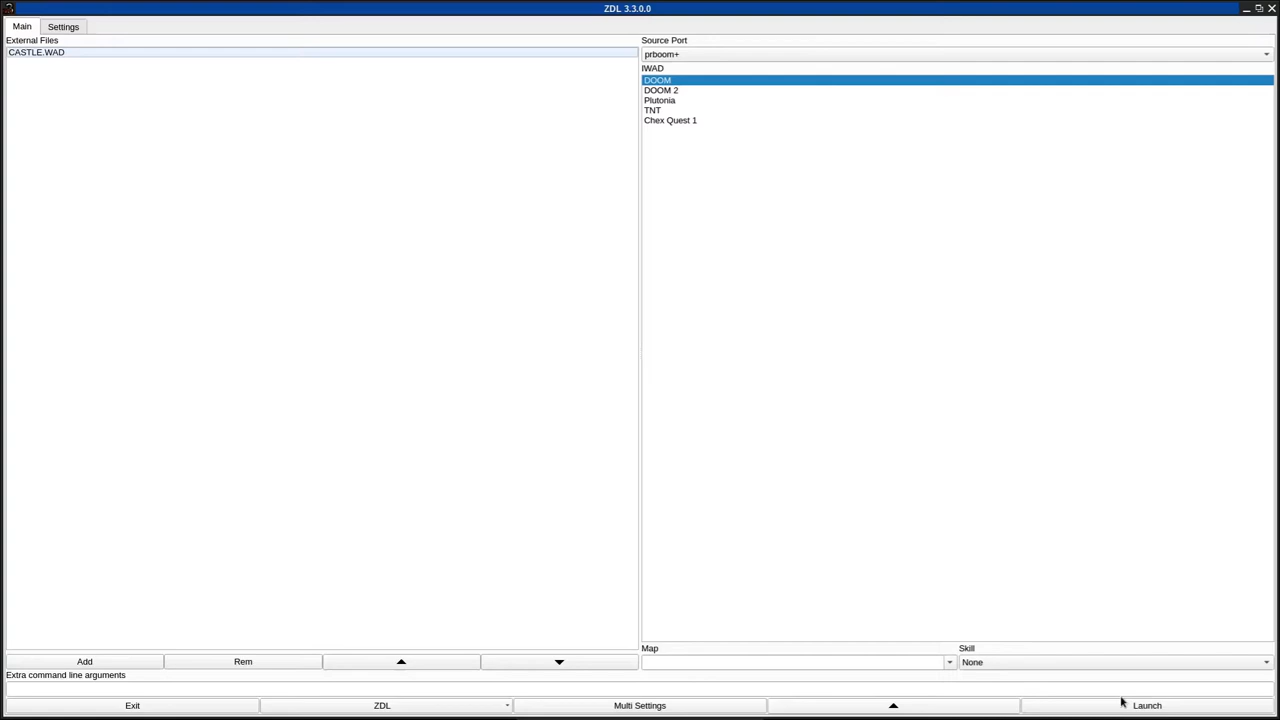 ZDL 3.3.0.0
Main
Settings
External Files
CASTLE.WAD
Source Port
prboom+
IWAD
DOOM
DOOM 2
Plutonia
TNT
Chex Quest 1
Map
Skill
None
Add
Rem
Extra command line arguments
Exit
ZDL
Multi Settings
Launch